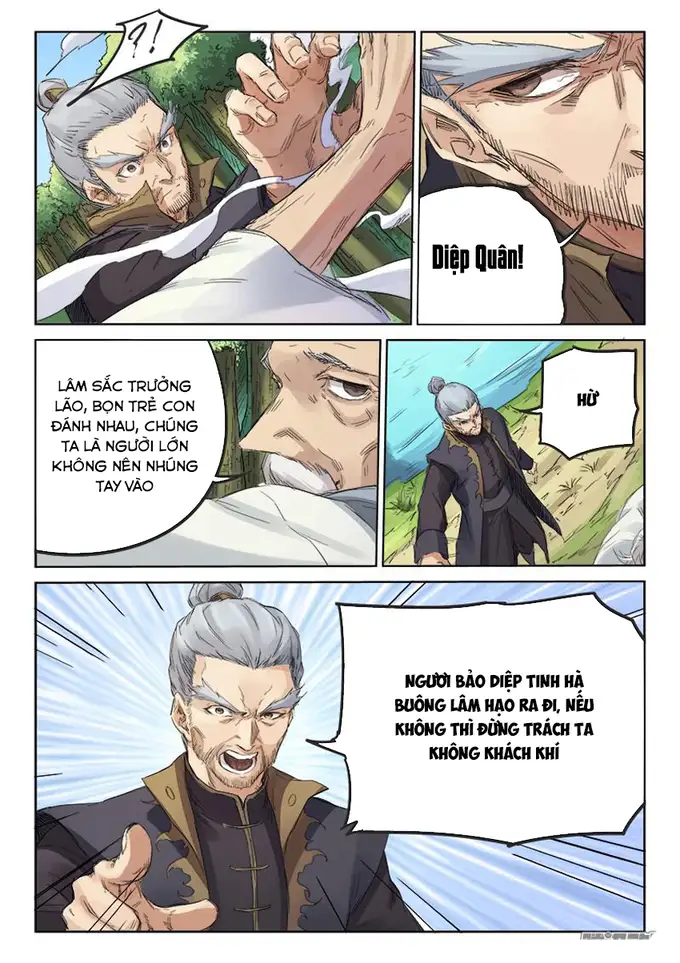 ?!
Diệp Quân!
LÂM SẮC TRƯỞNG
LÃO, BỌN TRẺ CON
ĐÁNH NHAU, CHÚNG
TA LÀ NGƯỜI LỚN
KHÔNG NÊN NHÚNG
TAY VÀO
HỪ
NGƯƠI BẢO DIỆP TINH HÀ
BUÔNG LÂM HẠO RA ĐI, NẾU
KHÔNG THÌ ĐỪNG TRÁCH TA
KHÔNG KHÁCH KHÍ